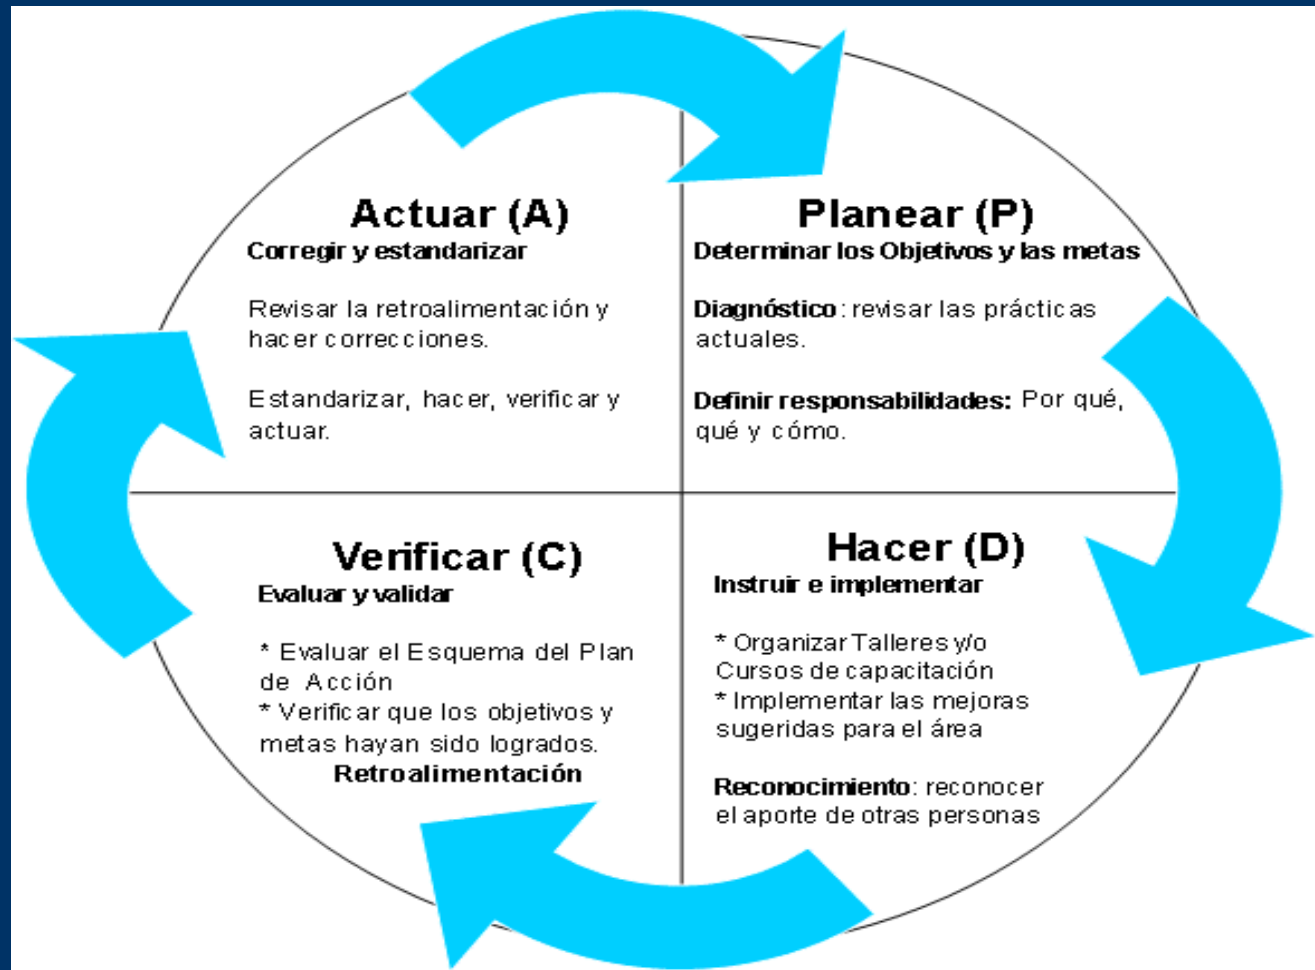 Actuar (A)
Corregir y estandarizar
Revisar la retroalimentación y
hacer correcciones.
Estandarizar, hacer, verificar y
actuar.
Planear (P)
Determinar los Objetivos y las metas
Diagnóstico: revisar las prácticas
actuales.
Definir responsabilidades: Por qué,
qué y cómo.
Verificar (C)
Evaluar y validar
* Evaluar el Esquema del Plan
de Acción
* Verificar que los objetivos y
metas hayan sido logrados.
Retroalimentación
Hacer (D)
Instruir e implementar
* Organizar Talleres y/o
Cursos de capacitación
* Implementar las mejoras
sugeridas para el área
Reconocimiento: reconocer
el aporte de otras personas